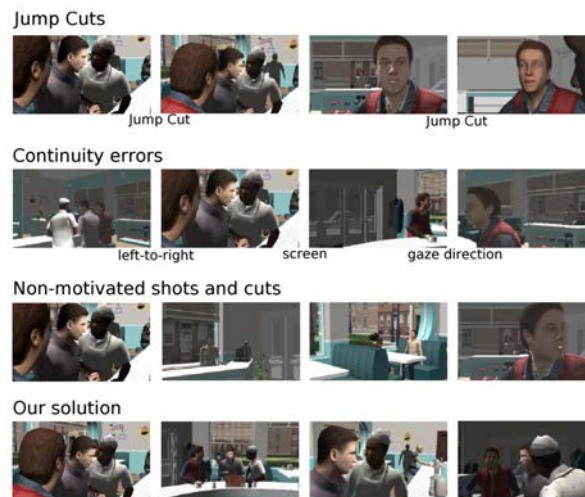 Jump Cuts
Jump Cut
Jump Cut
Continuity errors
left-to-right
screen
gaze direction
Non-motivated shots and cuts
Our solution